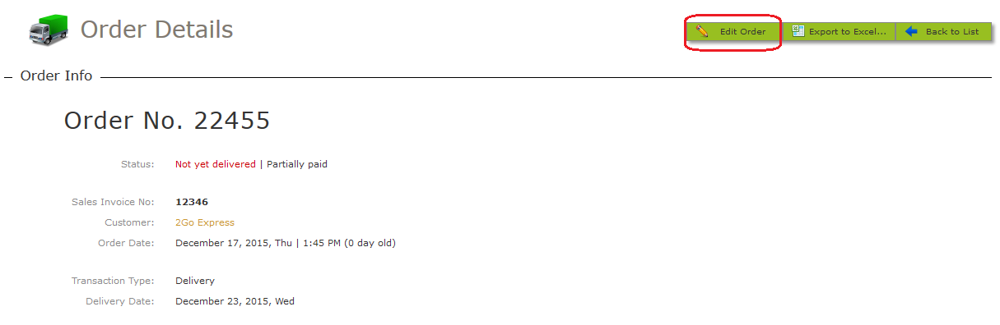 Order Details
Edit Order
Export to Excel...
Back to List
Order Info
Order No. 22455
Status: Not yet delivered | Partially paid
Sales Invoice No: 12346
Customer: 2Go Express
Order Date: December 17, 2015, Thu | 1:45 PM (0 day old)
Transaction Type: Delivery
Delivery Date: December 23, 2015, Wed